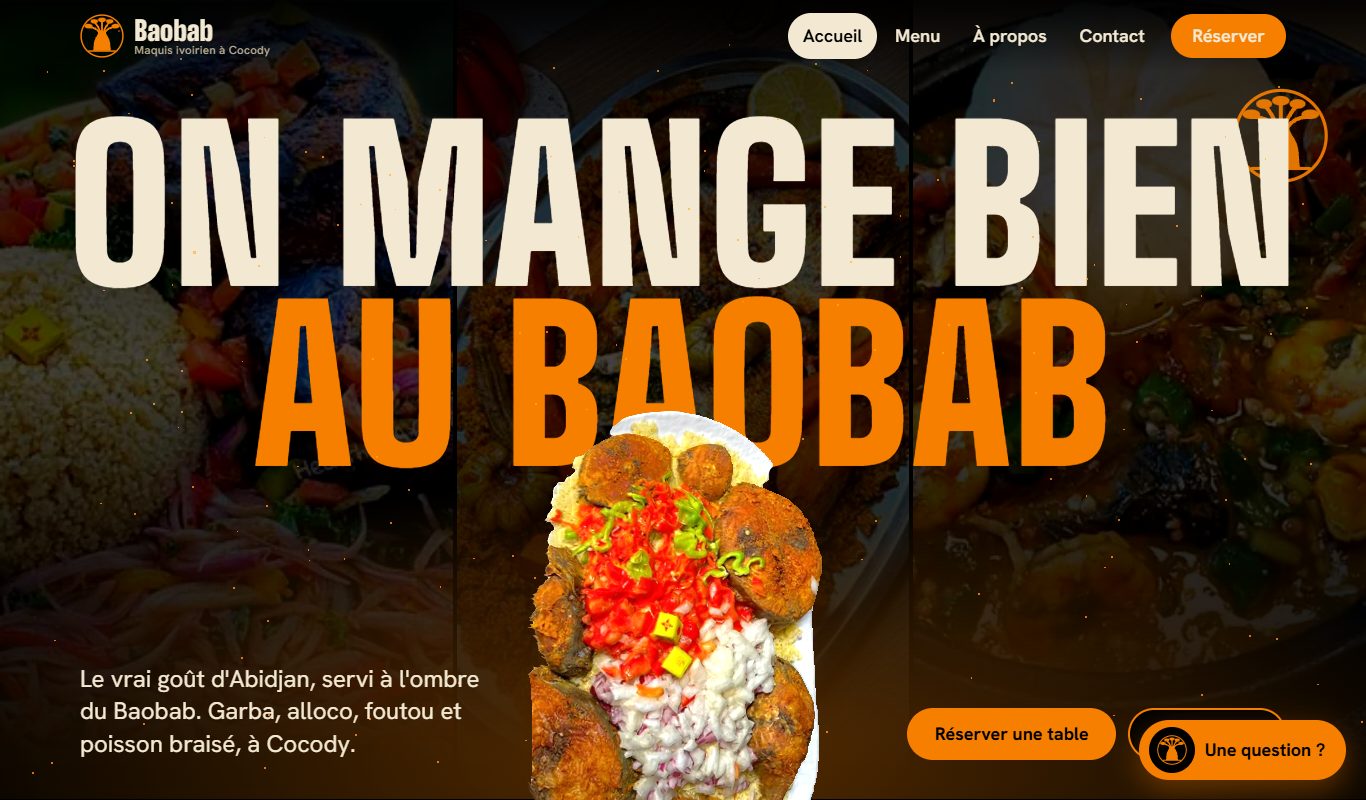 Baobab
Maquis ivoirien à Cocody
Accueil
Menu
À propos
Contact
Réserver
ON MANGE BIEN
AU BAOBAB
Le vrai goût d'Abidjan, servi à l'ombre
du Baobab. Garba, alloco, foutou et
poisson braisé, à Cocody.
Réserver une table
Une question ?